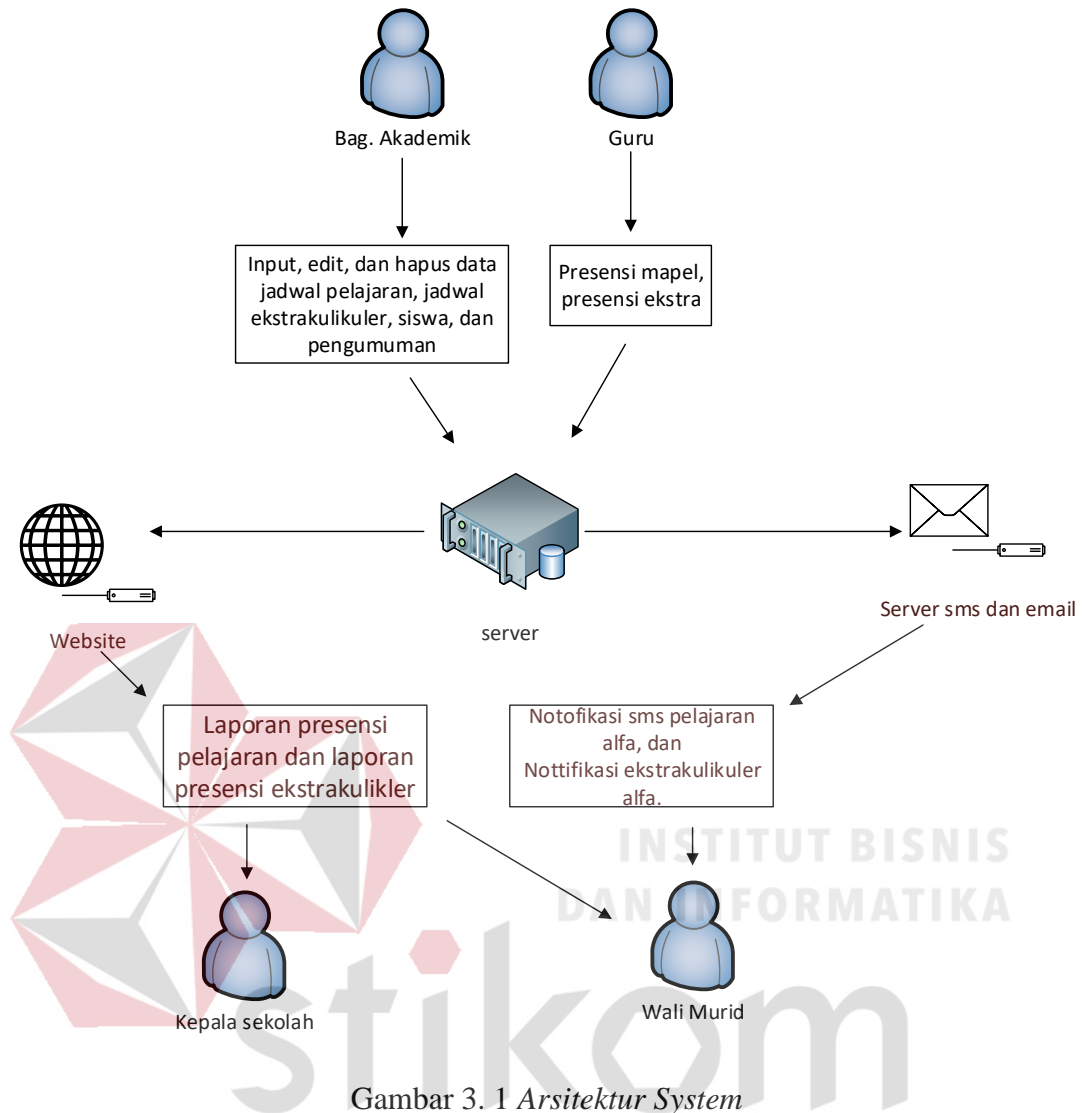 Bag. Akademik
Guru
Input, edit, dan hapus data
jadwal pelajaran, jadwal
ekstrakulikuler, siswa, dan
pengumuman
Presensi mapel,
presensi ekstra
server
Website
Server sms dan email
Laporan presensi
pelajaran dan laporan
presensi ekstrakulikler
Notofikasi sms pelajaran
alfa, dan
Nottifikasi ekstrakulikuler
alfa.
INSTITUT BISNIS
DAN INFORMATIKA
stikom
Kepala sekolah
Wali Murid
Gambar 3. 1 Arsitektur System